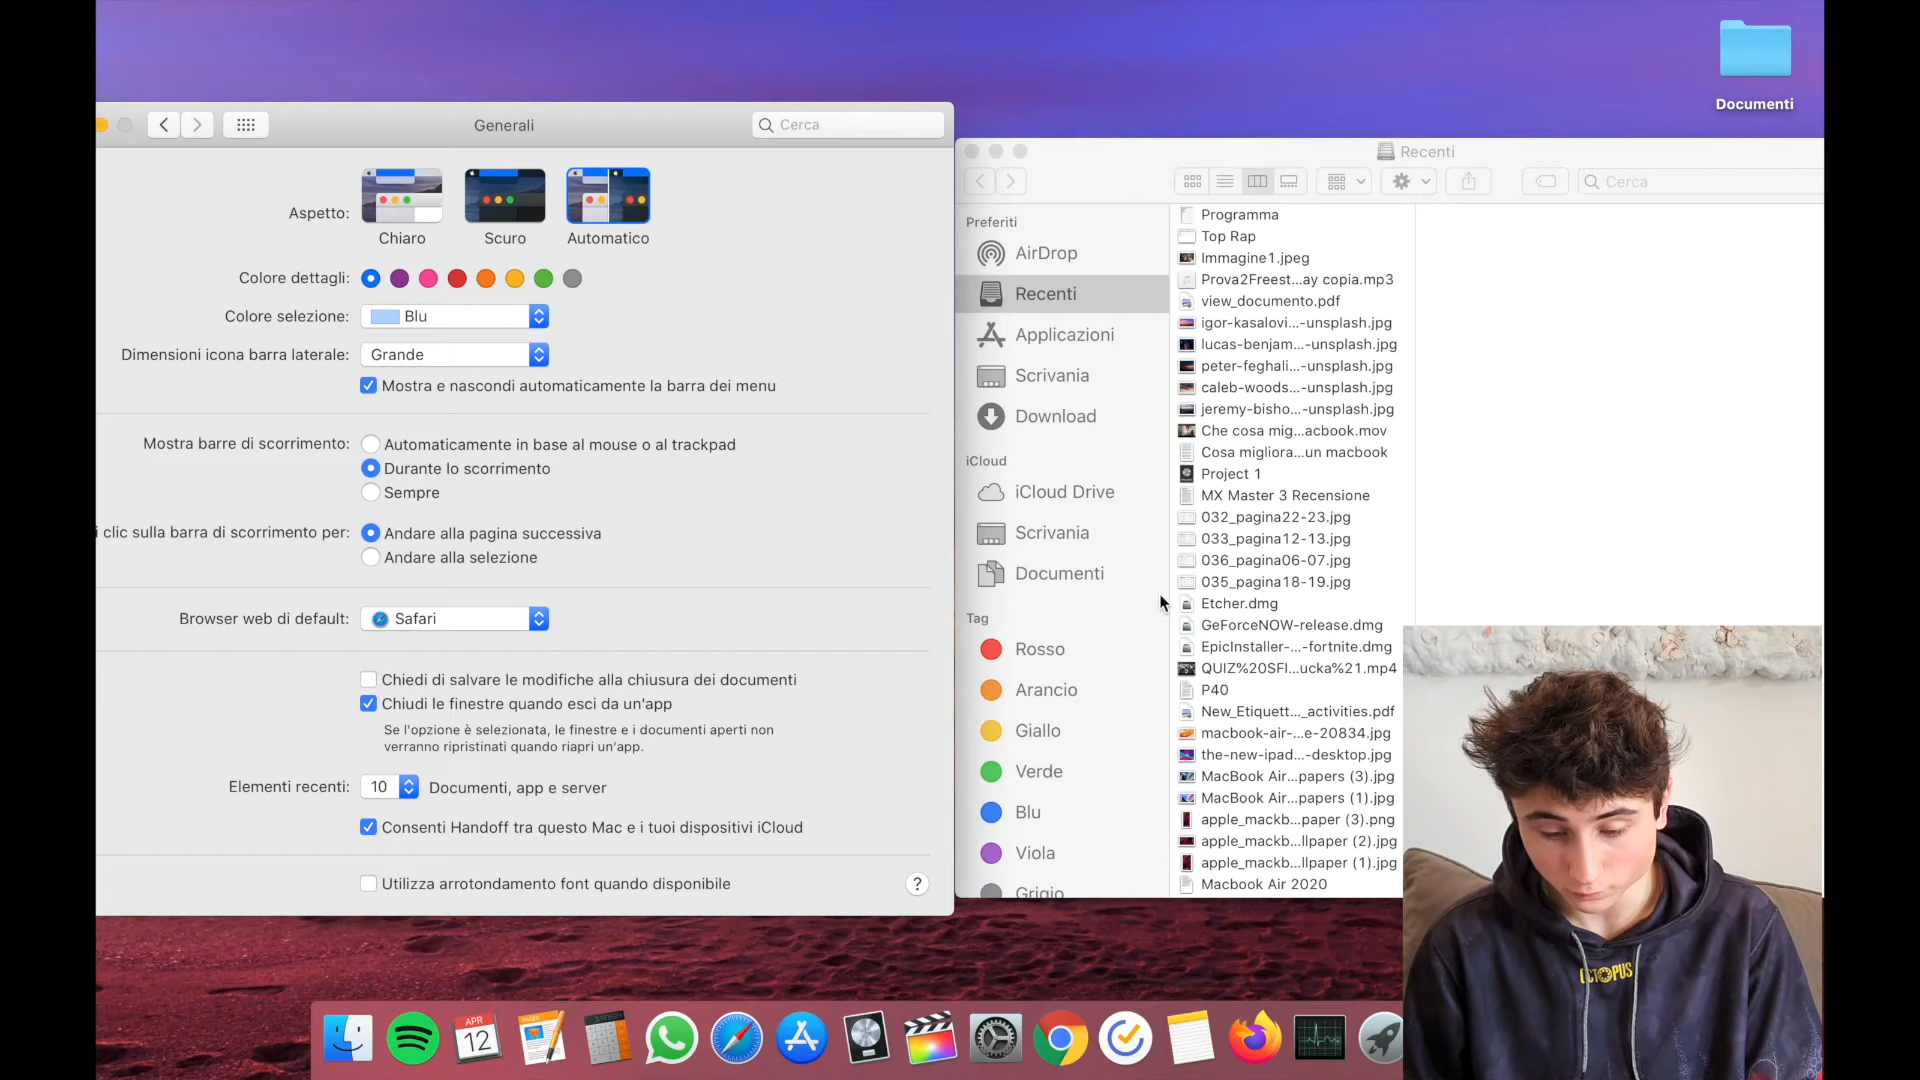 Documenti
Generali
Cerca
Aspetto:
Chiaro
Scuro
Automatico
Colore dettagli:
Colore selezione:
Blu
Dimensioni icona barra laterale:
Grande
Mostra e nascondi automaticamente la barra dei menu
Mostra barre di scorrimento:
Automaticamente in base al mouse o al trackpad
Durante lo scorrimento
Sempre
clic sulla barra di scorrimento per:
Andare alla pagina successiva
Andare alla selezione
Browser web di default:
Safari
Chiedi di salvare le modifiche alla chiusura dei documenti
Chiudi le finestre quando esci da un'app
Se l'opzione è selezionata, le finestre e i documenti aperti non
verranno ripristinati quando riapri un'app.
Elementi recenti:
10
Documenti, app e server
Consenti Handoff tra questo Mac e i tuoi dispositivi iCloud
Utilizza arrotondamento font quando disponibile
?
Recenti
Cerca
Preferiti
AirDrop
Recenti
Applicazioni
Scrivania
Download
iCloud
iCloud Drive
Scrivania
Documenti
Tag
Rosso
Arancio
Giallo
Verde
Blu
Viola
Grigio
Programma
Top Rap
Immagine1.jpeg
Prova2Freest...ay copia.mp3
view_documento.pdf
igor-kasalovi...-unsplash.jpg
lucas-benjam...-unsplash.jpg
peter-feghali...-unsplash.jpg
caleb-woods...-unsplash.jpg
jeremy-bisho...-unsplash.jpg
Che cosa mig...acbook.mov
Cosa migliora...un macbook
Project 1
MX Master 3 Recensione
032_pagina22-23.jpg
033_pagina12-13.jpg
036_pagina06-07.jpg
035_pagina18-19.jpg
Etcher.dmg
GeForceNOW-release.dmg
EpicInstaller-...-fortnite.dmg
QUIZ%20SFI...ucka%21.mp4
P40
New_Etiquett..._activities.pdf
macbook-air-...e-20834.jpg
the-new-ipad...-desktop.jpg
MacBook Air...papers (3).jpg
MacBook Air...papers (1).jpg
apple_mackb...paper (3).png
apple_mackb...llpaper (2).jpg
apple_mackb...llpaper (1).jpg
Macbook Air 2020
OCTOPUS
APR
12
PAGES